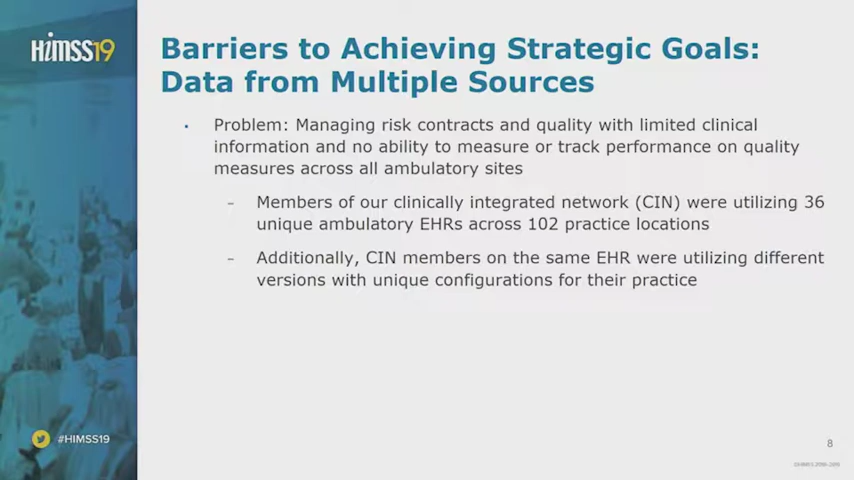 HIMSS19
Barriers to Achieving Strategic Goals:
Data from Multiple Sources
▪ Problem: Managing risk contracts and quality with limited clinical
information and no ability to measure or track performance on quality
measures across all ambulatory sites
– Members of our clinically integrated network (CIN) were utilizing 36
unique ambulatory EHRs across 102 practice locations
– Additionally, CIN members on the same EHR were utilizing different
versions with unique configurations for their practice
#HIMSS19
8